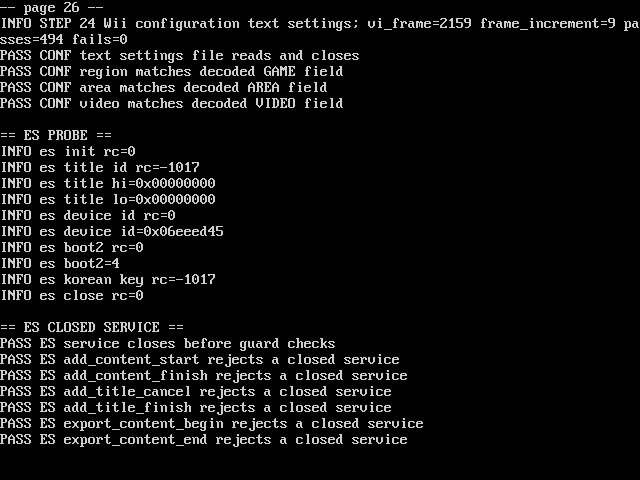 -- page 26 --
INFO STEP 24 Wii configuration text settings; vi_frame=2159 frame_increment=9 pa
sses=494 fails=0
PASS CONF text settings file reads and closes
PASS CONF region matches decoded GAME field
PASS CONF area matches decoded AREA field
PASS CONF video matches decoded VIDEO field

== ES PROBE ==
INFO es init rc=0
INFO es title id rc=-1017
INFO es title hi=0x00000000
INFO es title lo=0x00000000
INFO es device id rc=0
INFO es device id=0x06eeed45
INFO es boot2 rc=0
INFO es boot2=4
INFO es korean key rc=-1017
INFO es close rc=0

== ES CLOSED SERVICE ==
PASS ES service closes before guard checks
PASS ES add_content_start rejects a closed service
PASS ES add_content_finish rejects a closed service
PASS ES add_title_cancel rejects a closed service
PASS ES add_title_finish rejects a closed service
PASS ES export_content_begin rejects a closed service
PASS ES export_content_end rejects a closed service